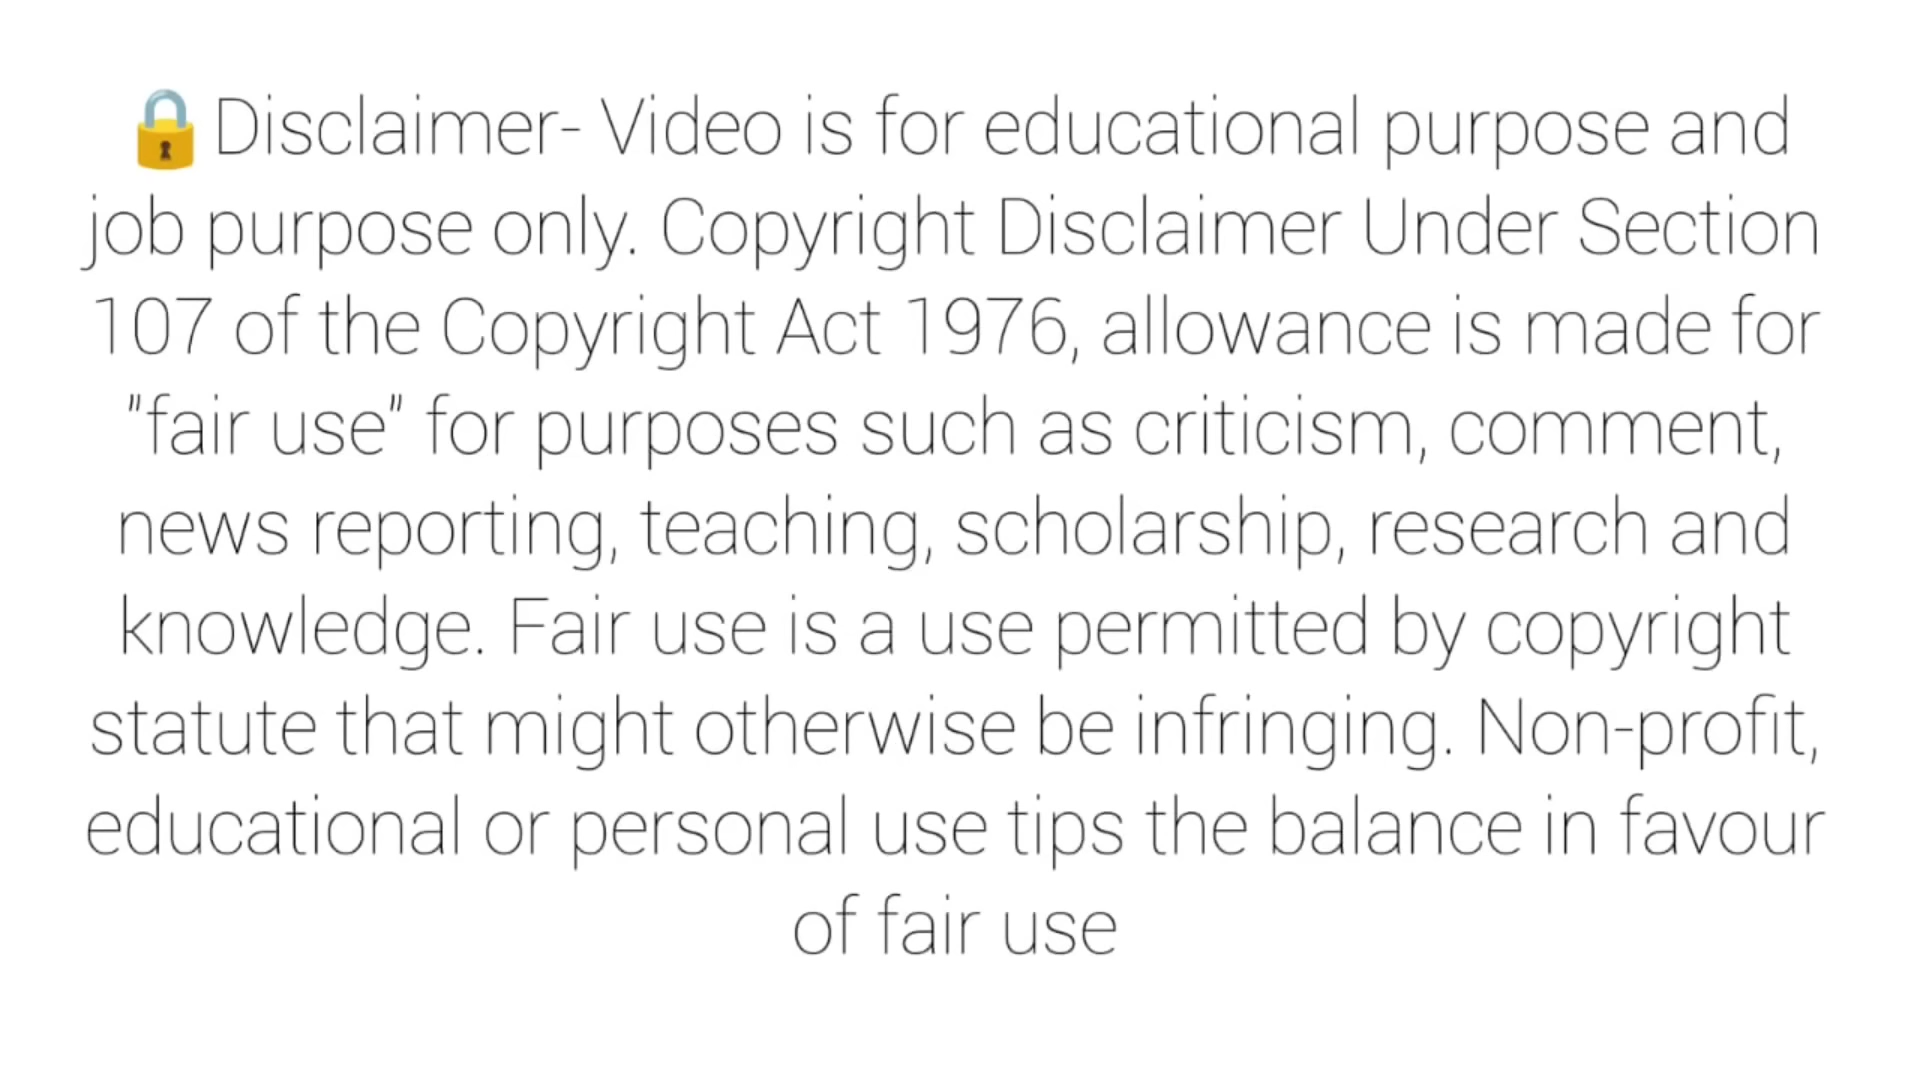 🔒Disclaimer- Video is for educational purpose and
job purpose only. Copyright Disclaimer Under Section
107 of the Copyright Act 1976, allowance is made for
"fair use" for purposes such as criticism, comment,
news reporting, teaching, scholarship, research and
knowledge. Fair use is a use permitted by copyright
statute that might otherwise be infringing. Non-profit,
educational or personal use tips the balance in favour
of fair use